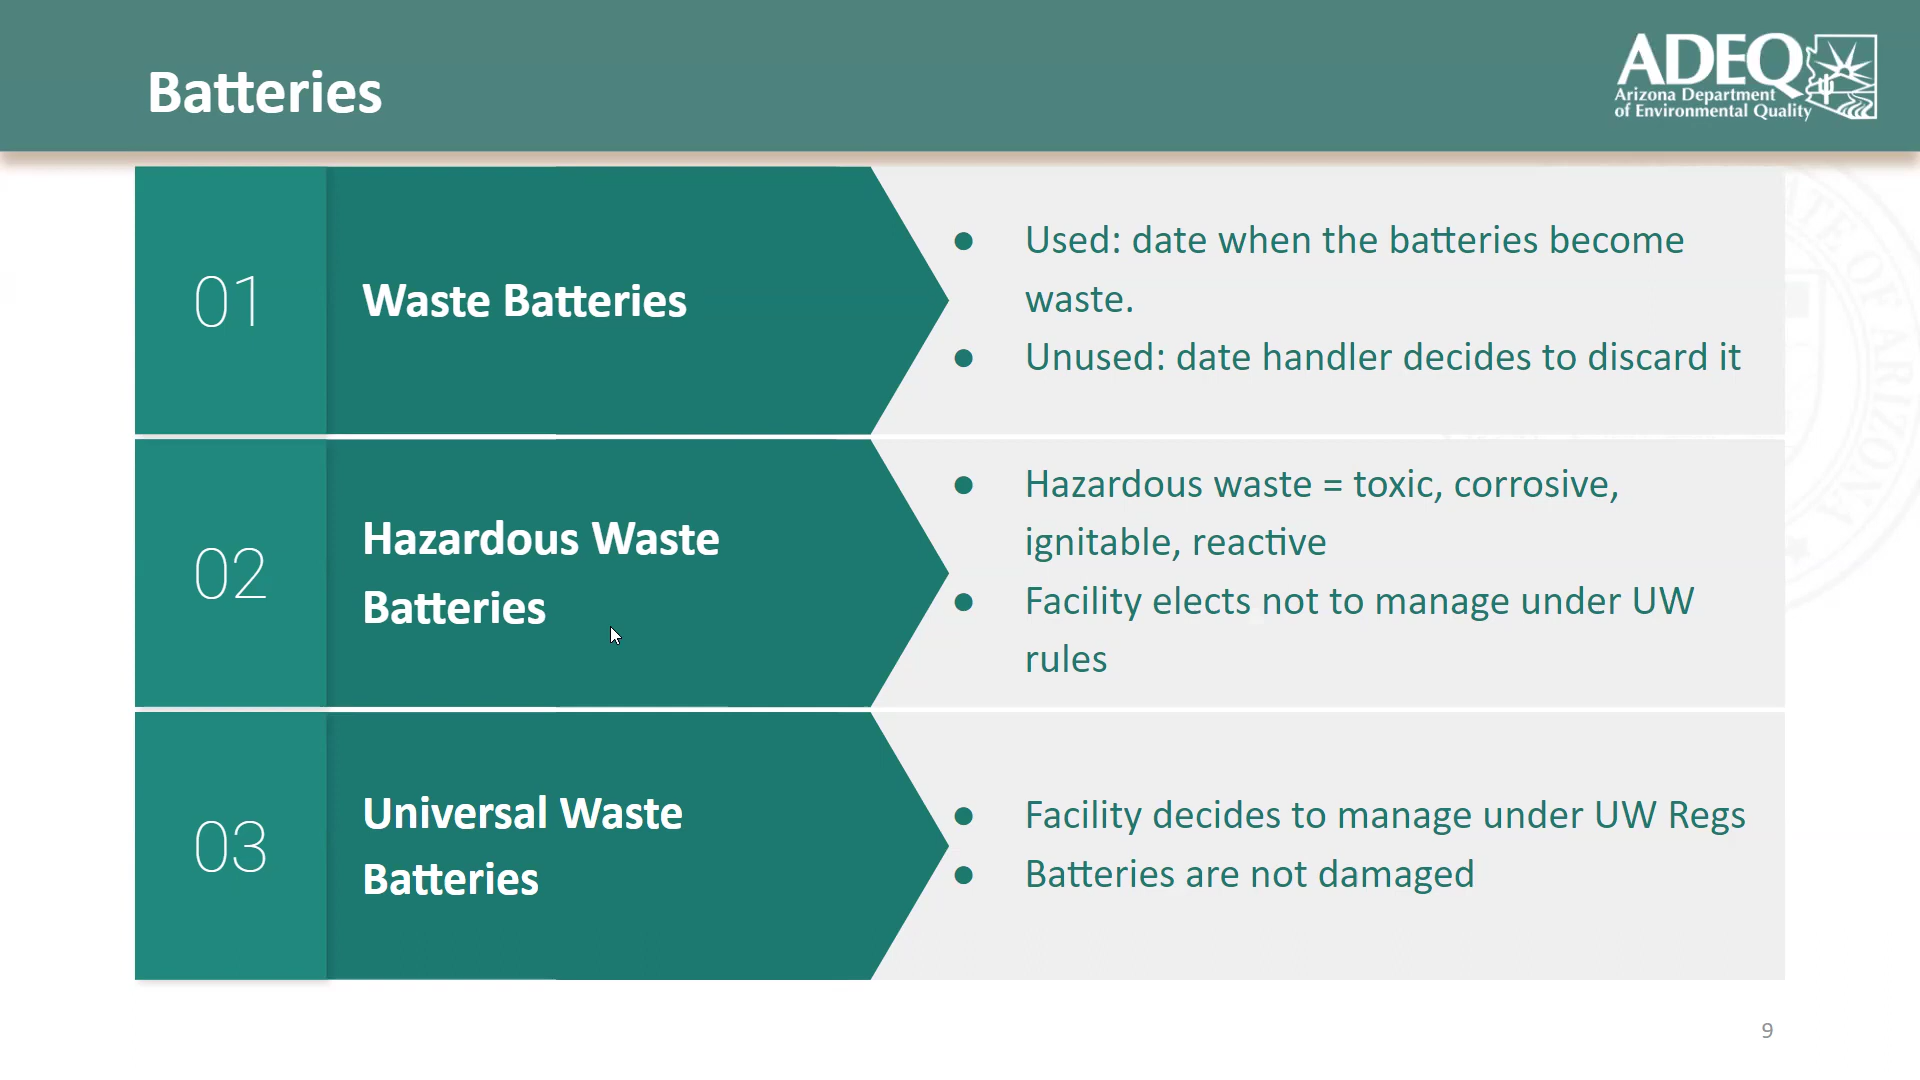 Batteries
ADEQ
Arizona Department
of Environmental Quality
01
Waste Batteries
● Used: date when the batteries become
waste.
● Unused: date handler decides to discard it
02
Hazardous Waste
Batteries
● Hazardous waste = toxic, corrosive,
ignitable, reactive
● Facility elects not to manage under UW
rules
03
Universal Waste
Batteries
● Facility decides to manage under UW Regs
● Batteries are not damaged
9